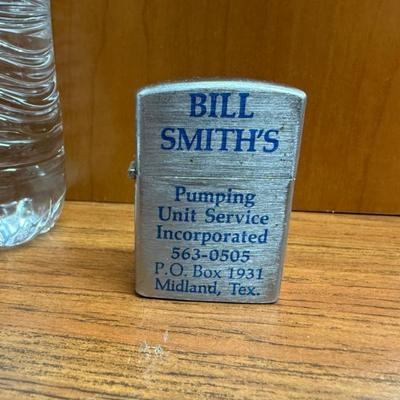 BILL
SMITH'S
Pumping
Unit Service
Incorporated
563-0505
P.O. Box 1931
Midland, Tex.